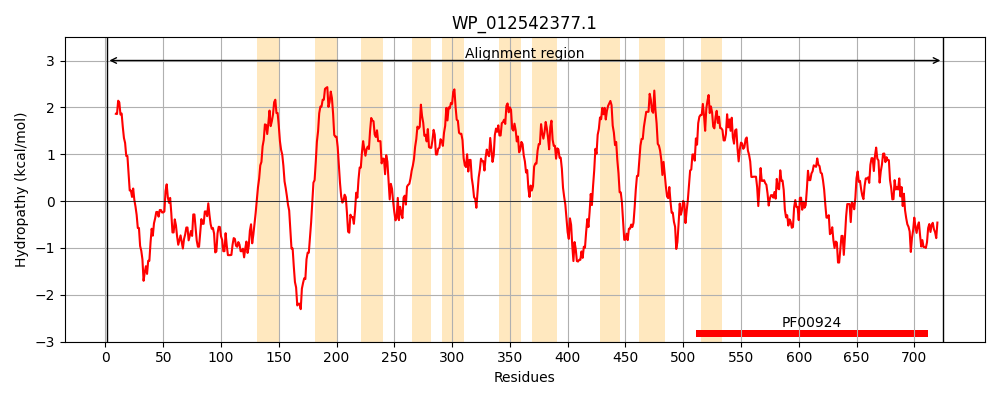 WP_012542377.1
Alignment region
3
2
1
0
−1
−2
−3
Hydropathy (kcal/mol)
PF00924
0 50 100 150 200 250 300 350 400 450 500 550 600 650 700
Residues